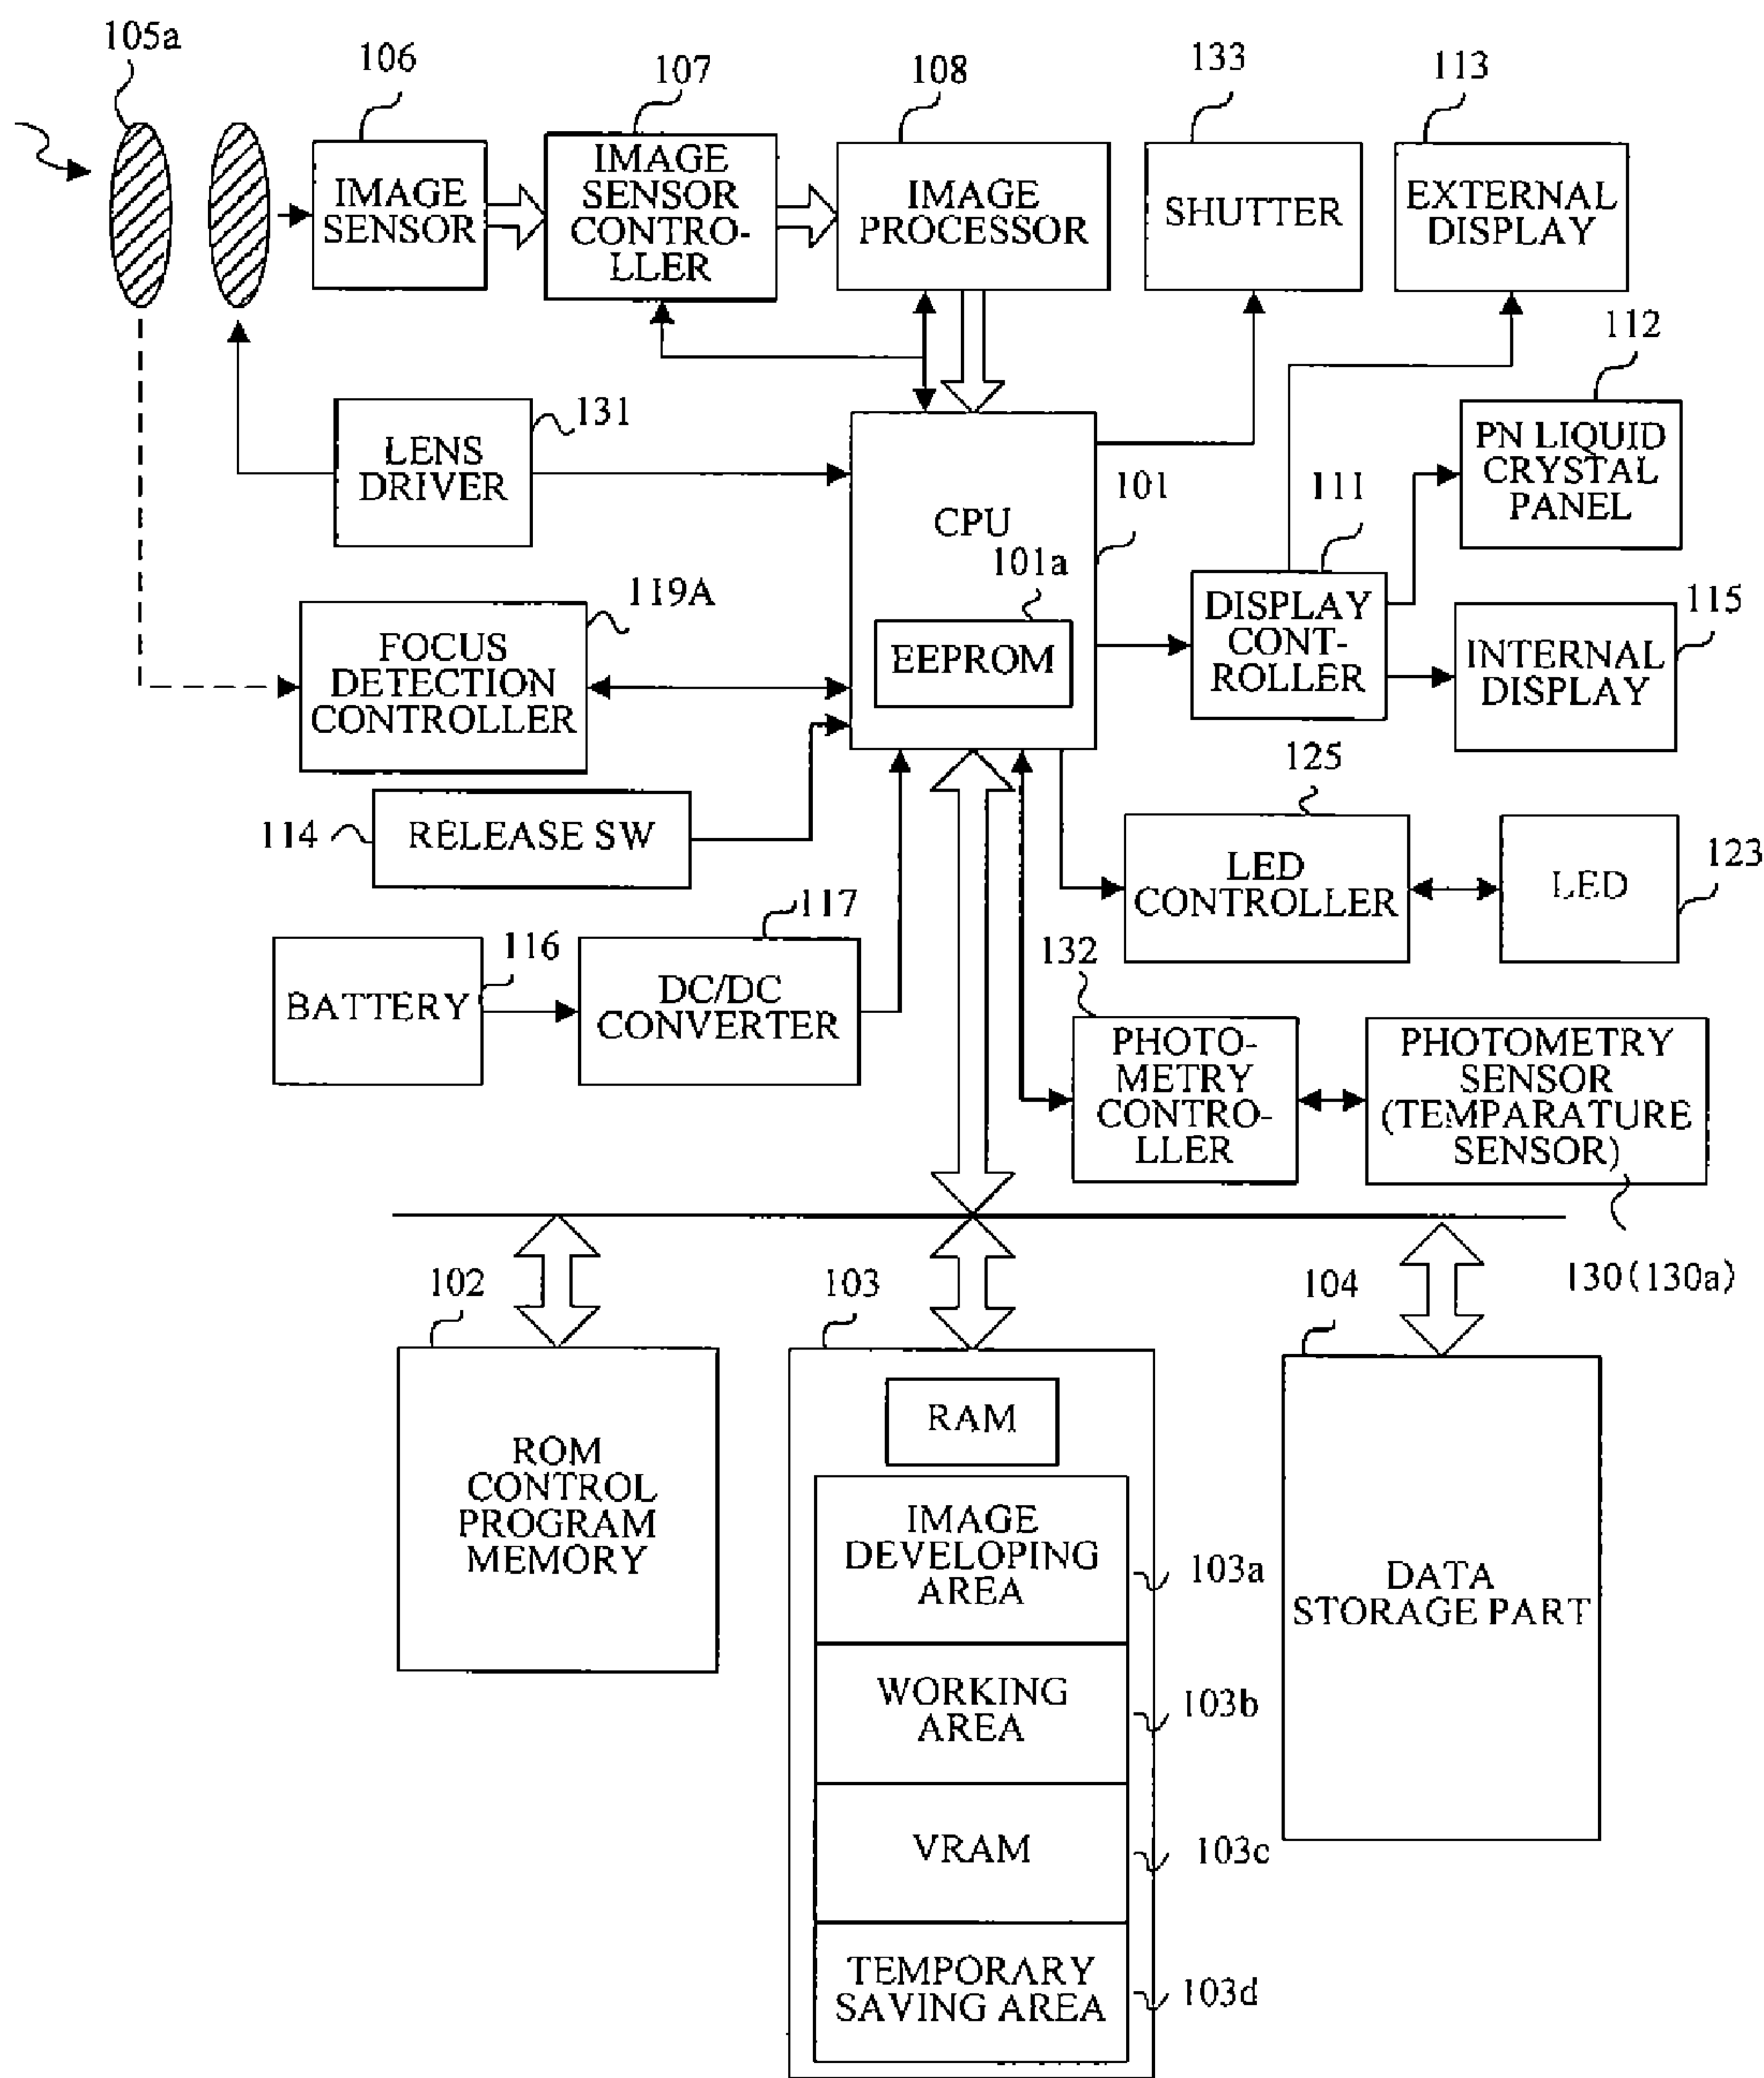 105a
106
107
108
133
113
IMAGE
SENSOR
IMAGE
SENSOR
CONTRO-
LLER
IMAGE
PROCESSOR
SHUTTER
EXTERNAL
DISPLAY
112
131
LENS
DRIVER
PN LIQUID
CRYSTAL
PANEL
CPU
101
111
101a
EEPROM
119A
FOCUS
DETECTION
CONTROLLER
DISPLAY
CONT-
ROLLER
115
INTERNAL
DISPLAY
114
RELEASE SW
125
LED
CONTROLLER
LED
123
117
116
BATTERY
DC/DC
CONVERTER
132
PHOTO-
METRY
CONTRO-
LLER
PHOTOMETRY
SENSOR
(TEMPARATURE
SENSOR)
130(130a)
102
103
104
ROM
CONTROL
PROGRAM
MEMORY
RAM
IMAGE
DEVELOPING
AREA
103a
DATA
STORAGE PART
WORKING
AREA
103b
VRAM
103c
TEMPORARY
SAVING AREA
103d